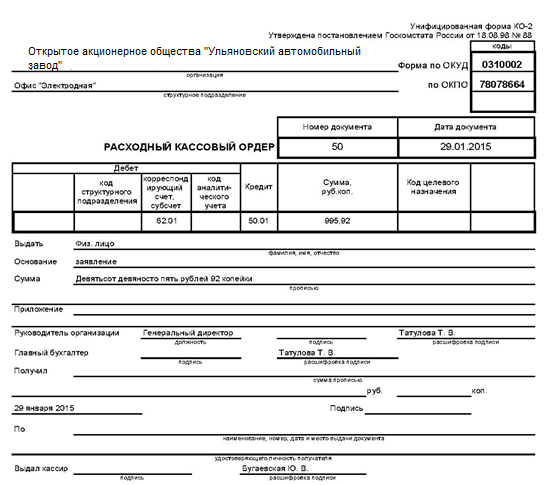 Унифицированная форма КО-2
Утверждена постановлением Госкомстата России от 18.08.98 № 88
коды
Открытое акционерное общества "Ульяновский автомобильный завод"
Форма по ОКУД 0310002
организация
Офис "Электродная" по ОКПО 78078664
структурное подразделение
Номер документа Дата документа
РАСХОДНЫЙ КАССОВЫЙ ОРДЕР 50 29.01.2015
Дебет Кредит Сумма, руб.коп. Код целевого назначения
код структурного подразделения корреспонд ирующий счет, субсчет код аналити- ческого учета
62.01 50.01 995,92
Выдать Физ. лицо
фамилия, имя, отчество
Основание заявление
Сумма Девятьсот девяносто пять рублей 92 копейки
прописью
Приложение
Руководитель организации Генеральный директор Татулова Т. В.
должность подпись расшифровка подписи
Главный бухгалтер Татулова Т. В.
подпись расшифровка подписи
Получил
сумма прописью
руб. коп.
29 января 2015 Подпись
По
наименование, номер, дата и место выдачи документа
удостоверяющего личность получателя
Выдал кассир Бугаевская Ю. В.
подпись расшифровка подписи